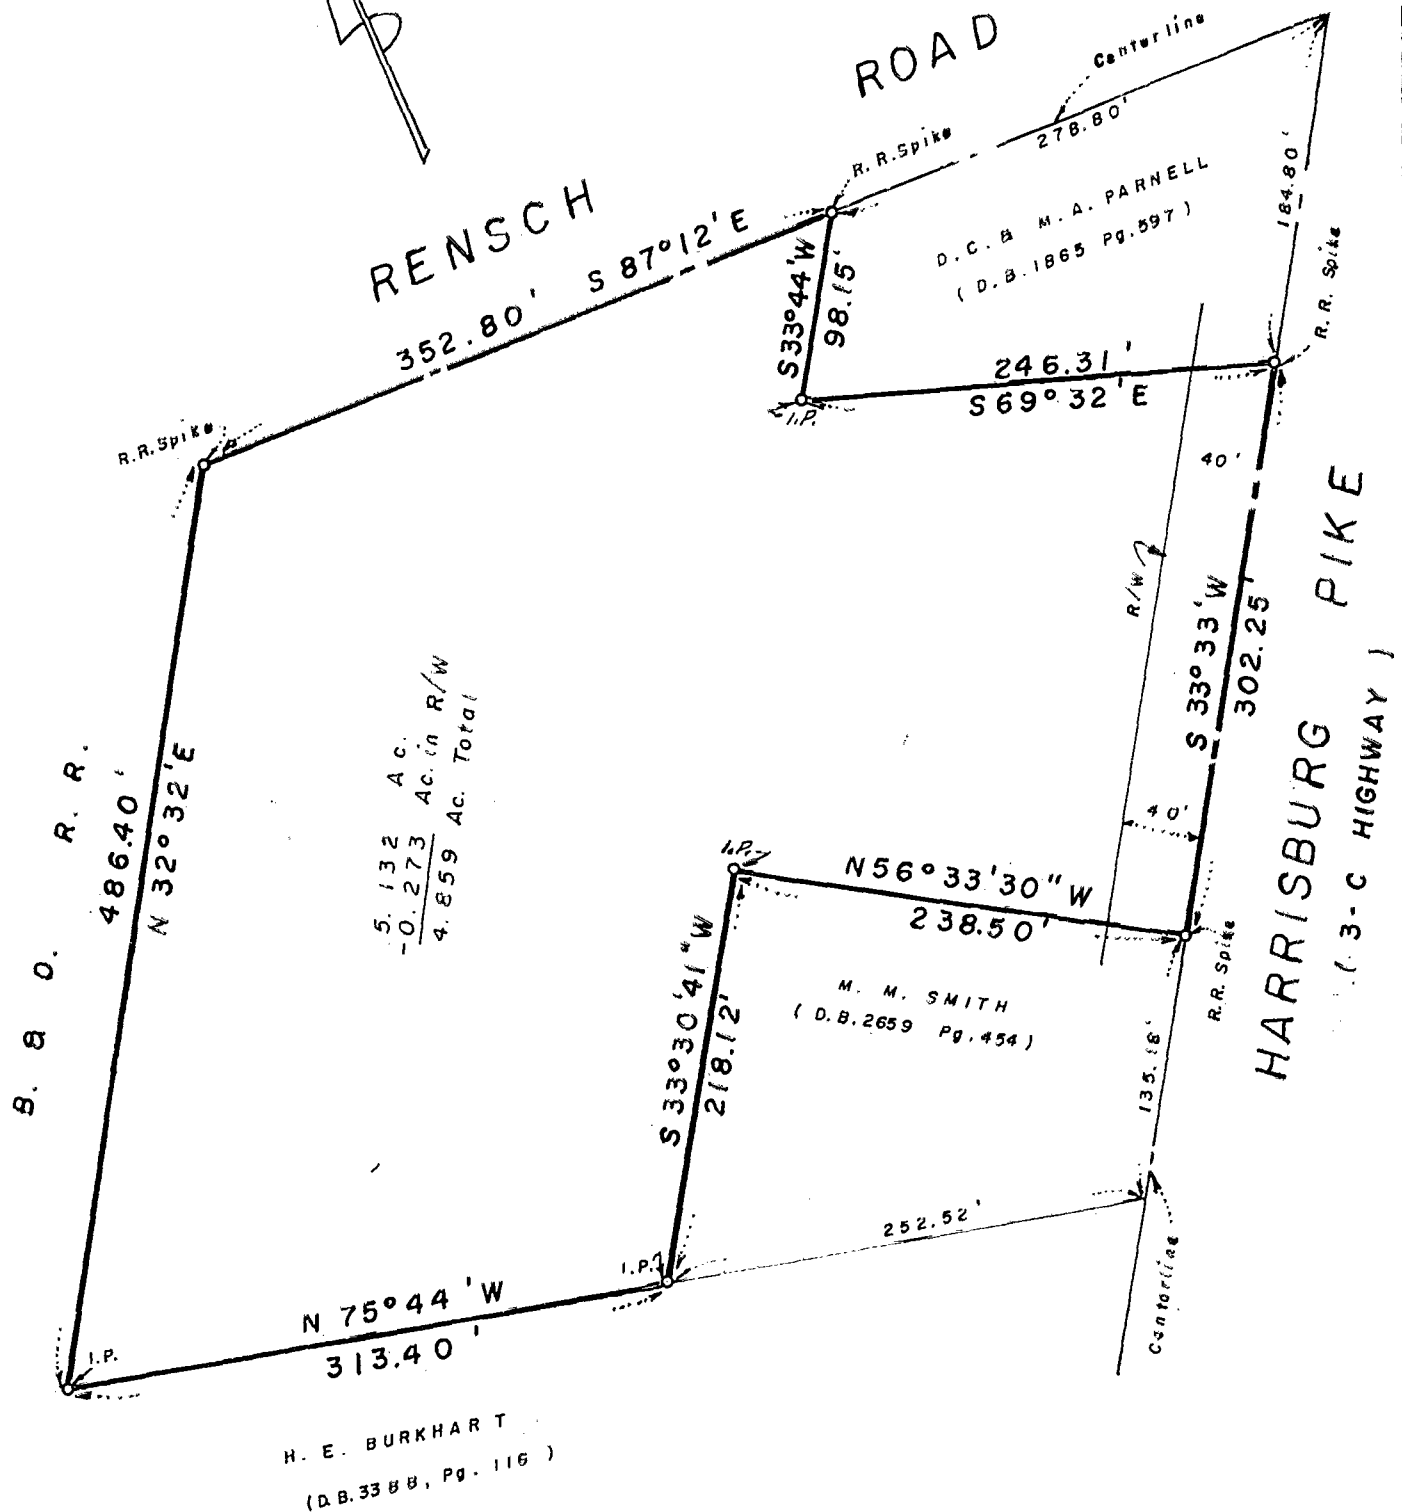 ROAD
Centerline
278.80'
R.R.Spike
RENSCH
S 87°12'E
352.80'
D.C.& M.A. PARNELL
(D.B.1865 Pg.597)
184.80'
R.R. Spike
S33°44'W
98.15'
I.P.
246.31'
S69°32'E
R.R.Spike
40'
R/W
S 33°33'W
302.25'
HARRISBURG PIKE
(3-C HIGHWAY)
B. & O. R. R.
486.40'
N 32°32'E
5.132 Ac.
-0.273 Ac.in R/W
4.859 Ac. Total
40'
I.P.
N56°33'30"W
238.50'
R.R. Spike
S 33°30'41"W
218.12'
M. M. SMITH
(D.B.2659 Pg.454)
135.18'
252.52'
Centerline
I.P.
N 75°44'W
313.40'
I.P.
H. E. BURKHART
(D.B.3388, Pg. 116)